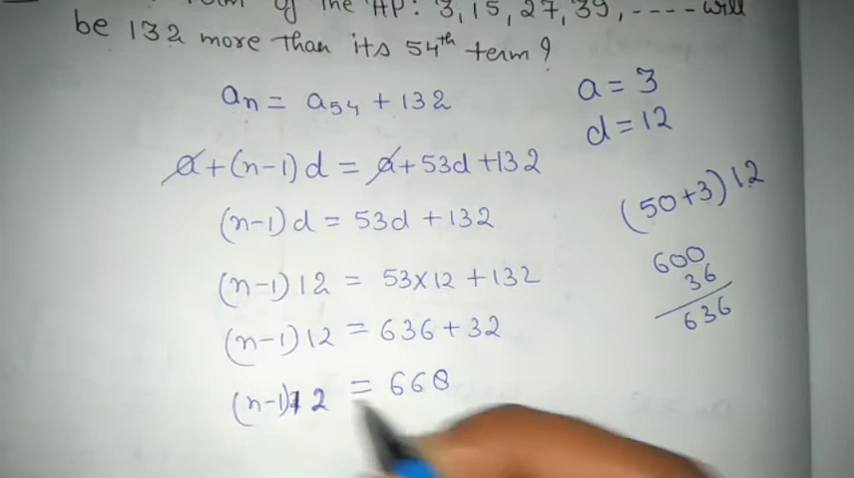 of the AP: 3, 15, 27, 39, ---- will
be 132 more than its 54th term?
an = a54 + 132
a = 3
d = 12
a + (n-1) d = a + 53d + 132
(n-1) d = 53d + 132
(50+3) 12
(n-1) 12 = 53 x 12 + 132
600
36
636
(n-1) 12 = 636 + 32
(n-1) 12 = 668